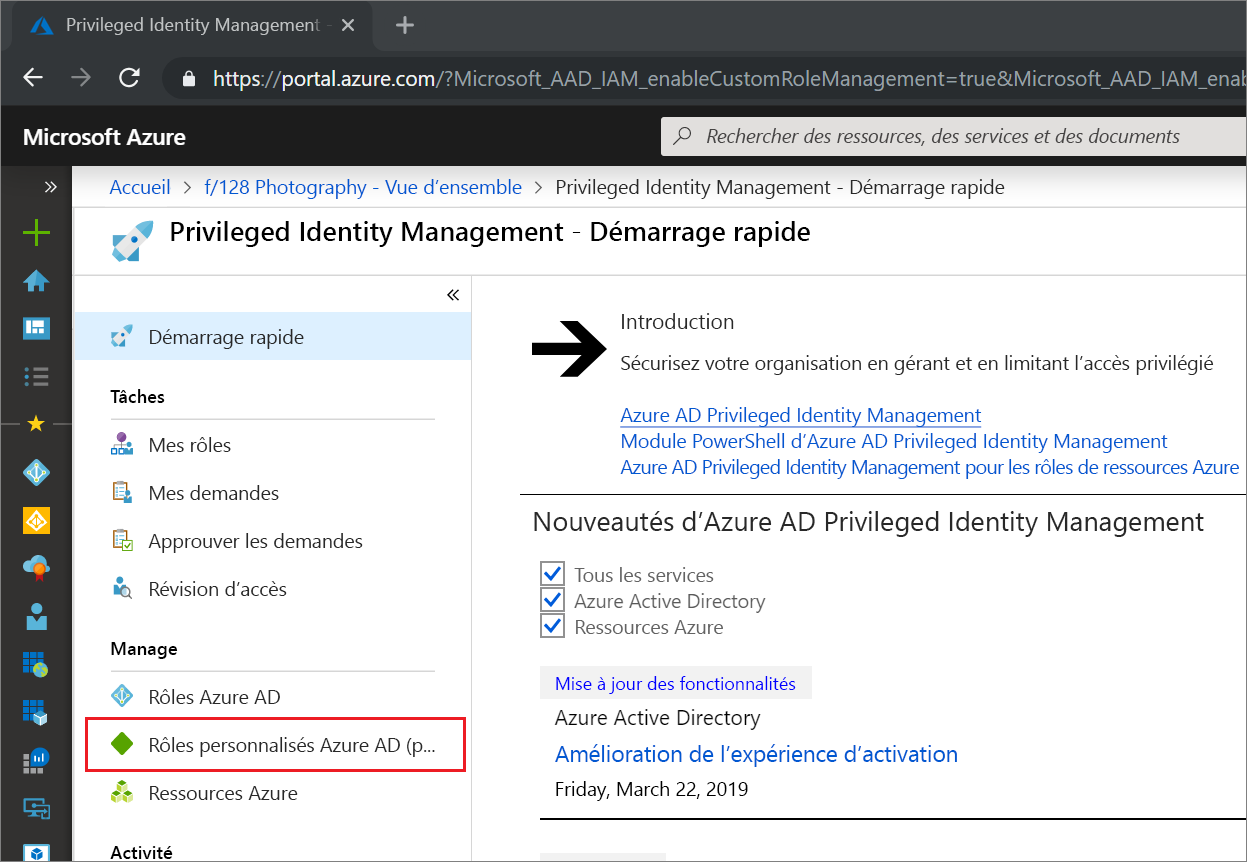 Privileged Identity Management -
https://portal.azure.com/?Microsoft_AAD_IAM_enableCustomRoleManagement=true&Microsoft_AAD_IAM_enab
Microsoft Azure
Rechercher des ressources, des services et des documents
Accueil > f/128 Photography - Vue d’ensemble > Privileged Identity Management - Démarrage rapide
Privileged Identity Management - Démarrage rapide
«
Démarrage rapide
Tâches
Mes rôles
Mes demandes
Approuver les demandes
Révision d’accès
Manage
Rôles Azure AD
Rôles personnalisés Azure AD (p...
Ressources Azure
Activité
Introduction
Sécurisez votre organisation en gérant et en limitant l’accès privilégié
Azure AD Privileged Identity Management
Module PowerShell d’Azure AD Privileged Identity Management
Azure AD Privileged Identity Management pour les rôles de ressources Azure
Nouveautés d’Azure AD Privileged Identity Management
Tous les services
Azure Active Directory
Ressources Azure
Mise à jour des fonctionnalités
Azure Active Directory
Amélioration de l’expérience d’activation
Friday, March 22, 2019